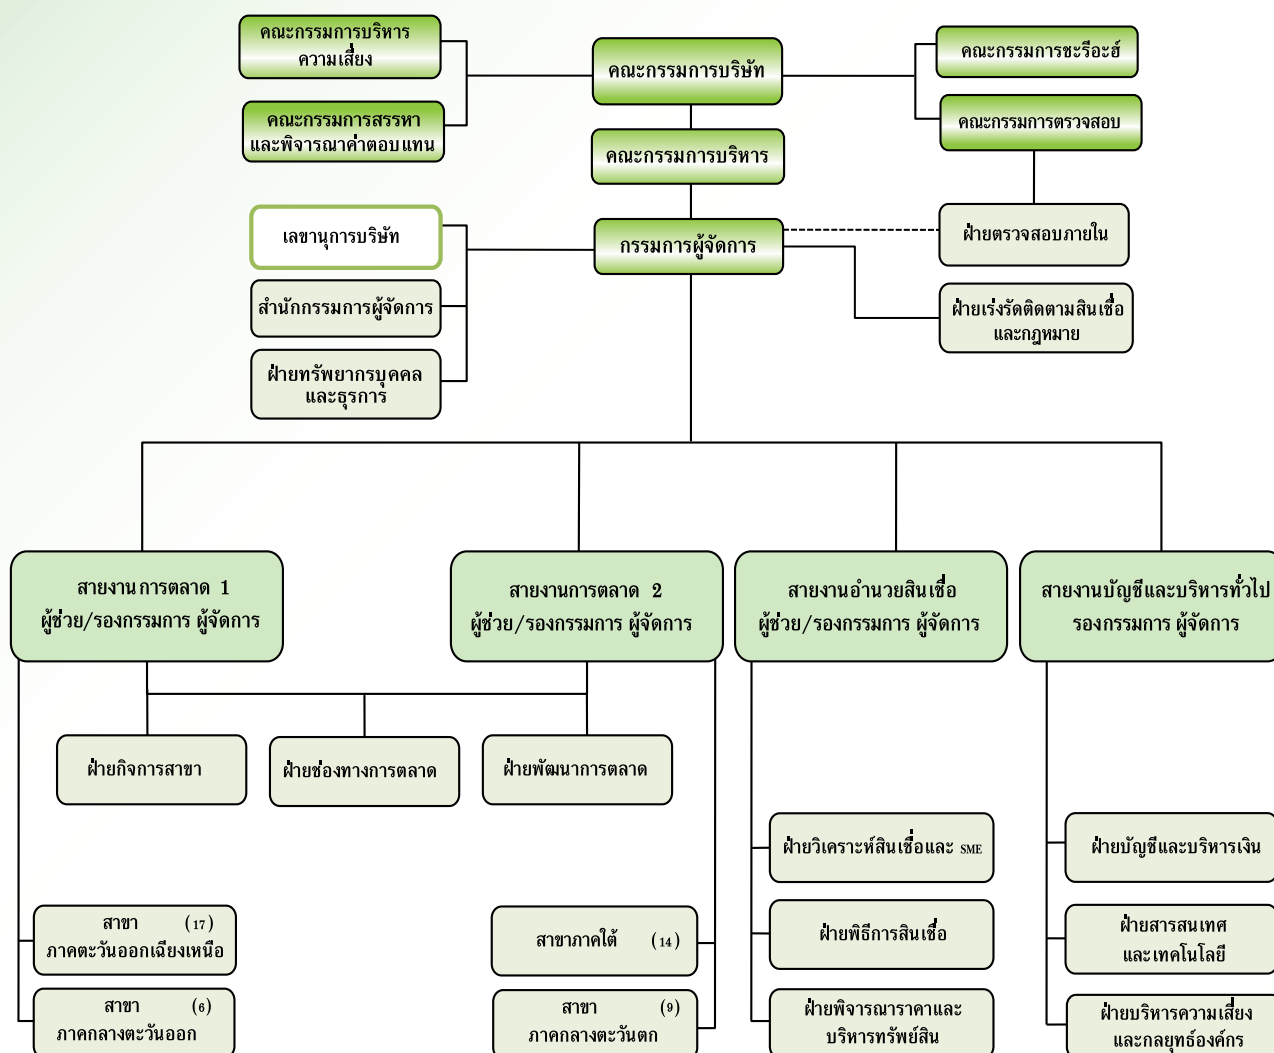 คณะกรรมการบริหาร
ความเสี่ยง
คณะกรรมการบริษัท
คณะกรรมการชะรีอะฮ์
คณะกรรมการสรรหา
และพิจารณาค่าตอบแทน
คณะกรรมการตรวจสอบ
คณะกรรมการบริหาร
เลขานุการบริษัท
กรรมการผู้จัดการ
ฝ่ายตรวจสอบภายใน
สำนักกรรมการผู้จัดการ
ฝ่ายเร่งรัดติดตามสินเชื่อ
และกฎหมาย
ฝ่ายทรัพยากรบุคคล
และธุรการ
สายงานการตลาด 1
ผู้ช่วย/รองกรรมการ ผู้จัดการ
สายงานการตลาด 2
ผู้ช่วย/รองกรรมการ ผู้จัดการ
สายงานอำนวยสินเชื่อ
ผู้ช่วย/รองกรรมการ ผู้จัดการ
สายงานบัญชีและบริหารทั่วไป
รองกรรมการ ผู้จัดการ
ฝ่ายกิจการสาขา
ฝ่ายช่องทางการตลาด
ฝ่ายพัฒนาการตลาด
ฝ่ายวิเคราะห์สินเชื่อและ SME
ฝ่ายบัญชีและบริหารเงิน
สาขา (17)
ภาคตะวันออกเฉียงเหนือ
สาขาภาคใต้ (14)
ฝ่ายพิธีการสินเชื่อ
ฝ่ายสารสนเทศ
และเทคโนโลยี
สาขา (6)
ภาคกลางตะวันออก
สาขา (9)
ภาคกลางตะวันตก
ฝ่ายพิจารณาราคาและ
บริหารทรัพย์สิน
ฝ่ายบริหารความเสี่ยง
และกลยุทธ์องค์กร